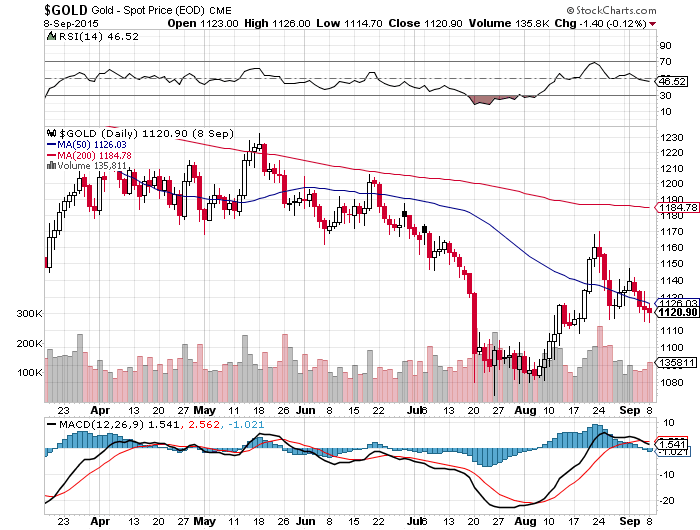 $GOLD Gold - Spot Price (EOD) CME © StockCharts.com
8-Sep-2015 Open 1123.00 High 1126.00 Low 1114.70 Close 1120.90 Volume 135.8K Chg -1.40 (-0.12%)
RSI(14) 46.52
90
70
46.52
30
10
$GOLD (Daily) 1120.90 (8 Sep)
MA(50) 1126.03
MA(200) 1184.78
Volume 135,811
1230
1220
1210
1200
1190
1184.78
1180
1170
1160
1150
1140
1130
1126.03
1120.90
1110
1100
1090
1080
300K
200K
100K
135811
23 Apr 13 20 27 May 11 18 26 Jun 8 15 22 Jul 6 13 20 27 Aug 10 17 24 Sep 8
MACD(12,26,9) 1.541, 2.562, -1.021
10
1.541
-1.021
-10
-20
23 Apr 13 20 27 May 11 18 26 Jun 8 15 22 Jul 6 13 20 27 Aug 10 17 24 Sep 8